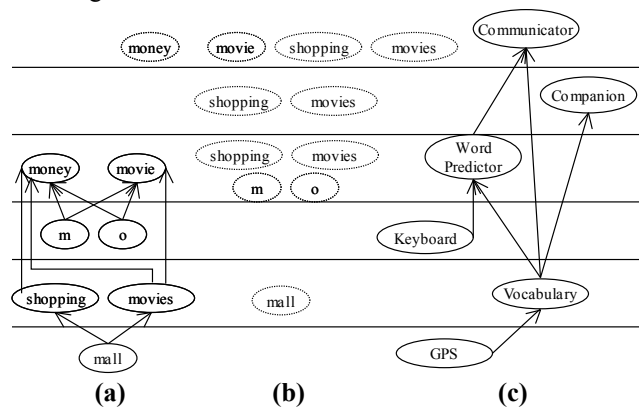 Communicator
money movie shopping movies
Companion
shopping movies
shopping movies
money movie
Word
Predictor
m o
m o
Keyboard
shopping movies
mall
Vocabulary
mall
GPS
(a) (b) (c)